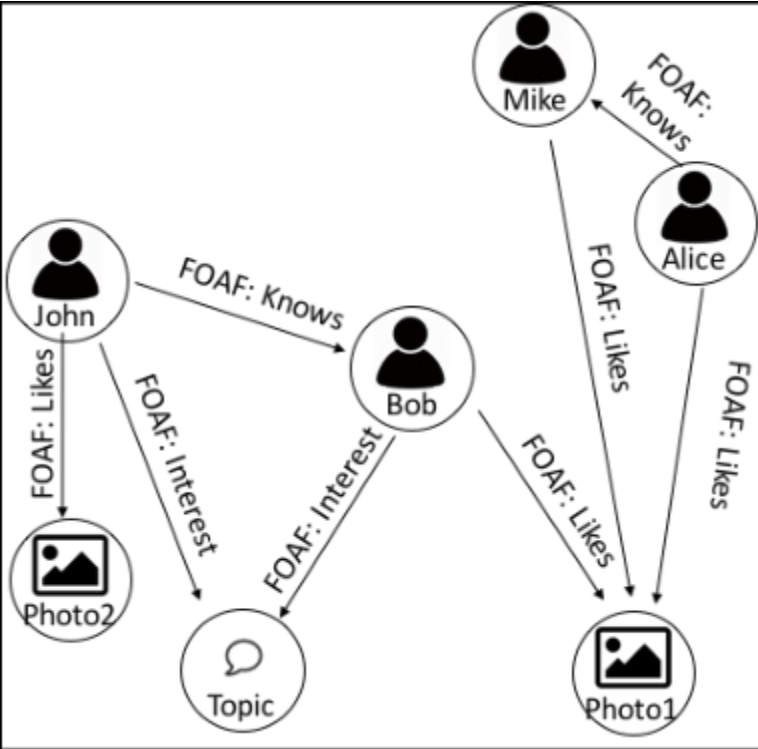 Mike
FOAF:
Knows
Alice
John
FOAF: Knows
Bob
FOAF: Likes
FOAF: Likes
FOAF: Likes
FOAF: Interest
FOAF: Interest
FOAF: Likes
Photo2
Topic
Photo1